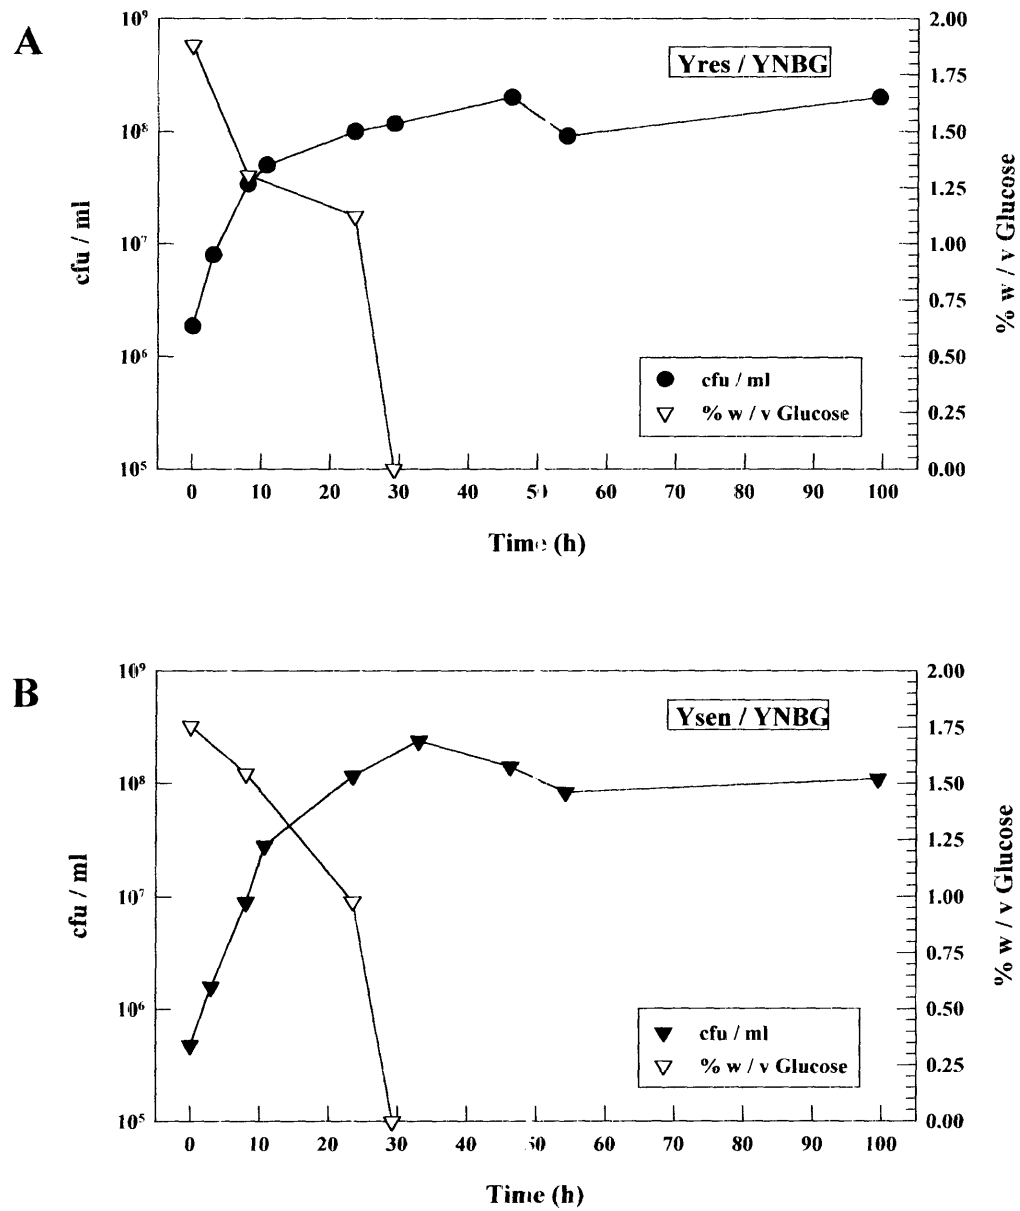 A
Yres / YNBG
10⁹
10⁸
10⁷
10⁶
10⁵
cfu / ml
2.00
1.75
1.50
1.25
1.00
0.75
0.50
0.25
0.00
% w / v Glucose
cfu / ml
% w / v Glucose
0 10 20 30 40 60 70 80 90 100
Time (h)
B
Ysen / YNBG
10⁹
10⁸
10⁷
10⁶
10⁵
cfu / ml
2.00
1.75
1.50
1.25
1.00
0.75
0.50
0.25
0.00
% w / v Glucose
cfu / ml
% w / v Glucose
0 10 20 30 40 60 70 80 90 100
Time (h)